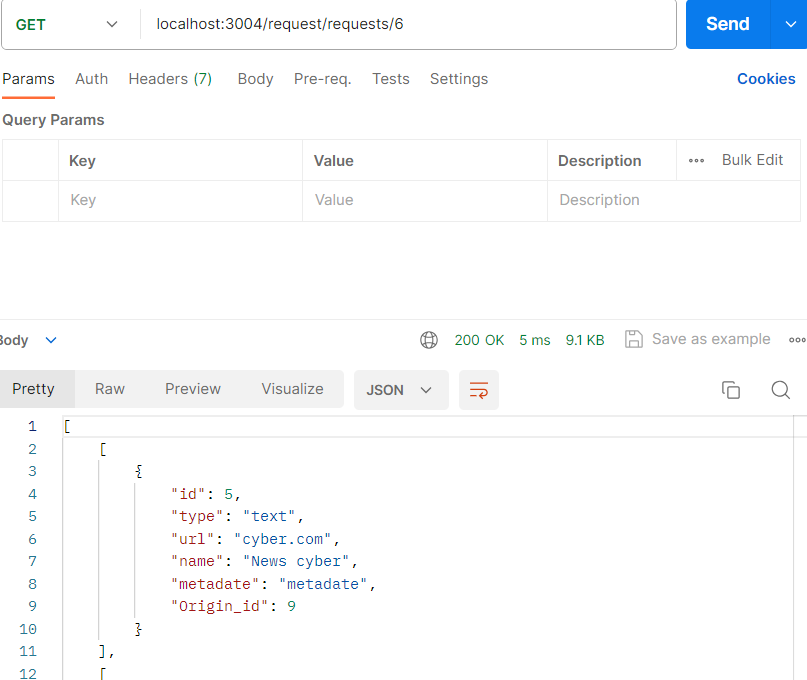 GET localhost:3004/request/requests/6 Send
Params Auth Headers (7) Body Pre-req. Tests Settings Cookies
Query Params
Key Value Description Bulk Edit
Key Value Description
Body 200 OK 5 ms 9.1 KB Save as example
Pretty Raw Preview Visualize JSON
1 [
2 [
3 {
4 "id": 5,
5 "type": "text",
6 "url": "cyber.com",
7 "name": "News cyber",
8 "metadate": "metadate",
9 "Origin_id": 9
10 }
11 ],
12 [